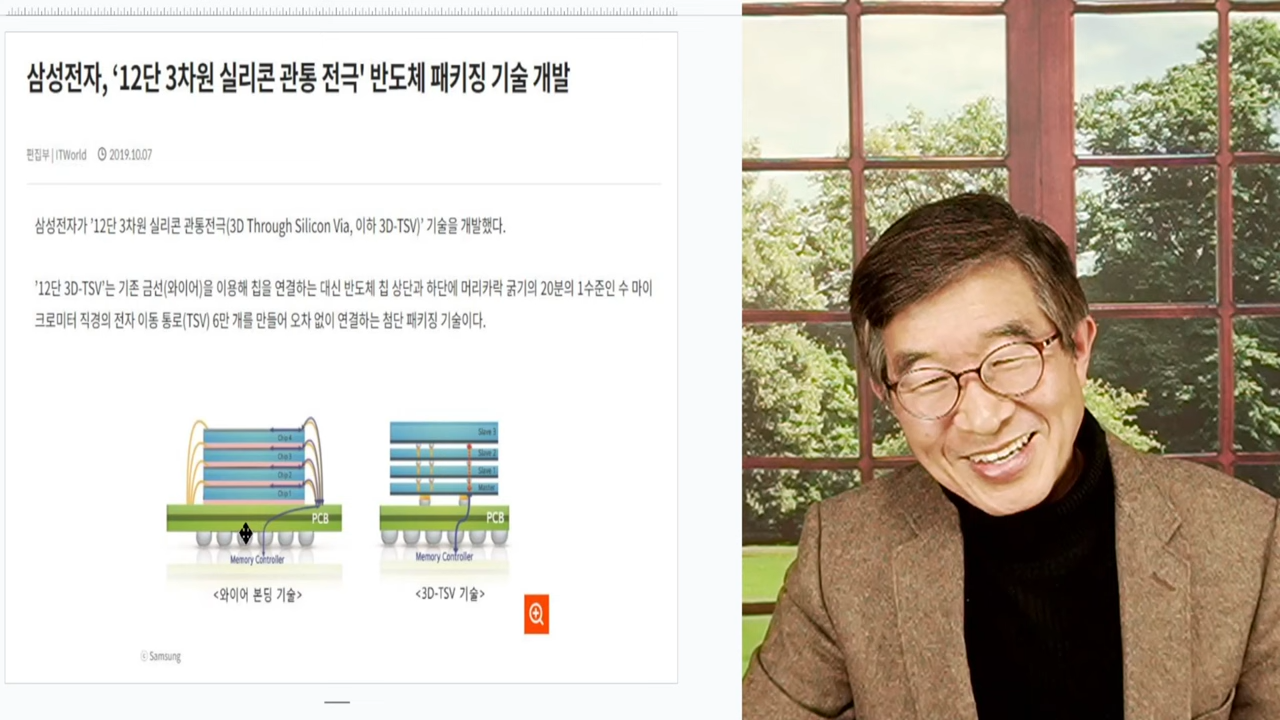 삼성전자, ‘12단 3차원 실리콘 관통 전극' 반도체 패키징 기술 개발
편집부 | ITWorld 2019.10.07
삼성전자가 '12단 3차원 실리콘 관통전극(3D Through Silicon Via, 이하 3D-TSV)' 기술을 개발했다.
'12단 3D-TSV'는 기존 금선(와이어)을 이용해 칩을 연결하는 대신 반도체 칩 상단과 하단에 머리카락 굵기의 20분의 1수준인 수 마이
크로미터 직경의 전자 이동 통로(TSV) 6만 개를 만들어 오차 없이 연결하는 첨단 패키징 기술이다.
Chip 4
Chip 3
Chip 2
Chip 1
PCB
Memory Controller
<와이어 본딩 기술>
Slave 3
Slave 2
Slave 1
Master
PCB
Memory Controller
<3D-TSV 기술>
ⓒ Samsung